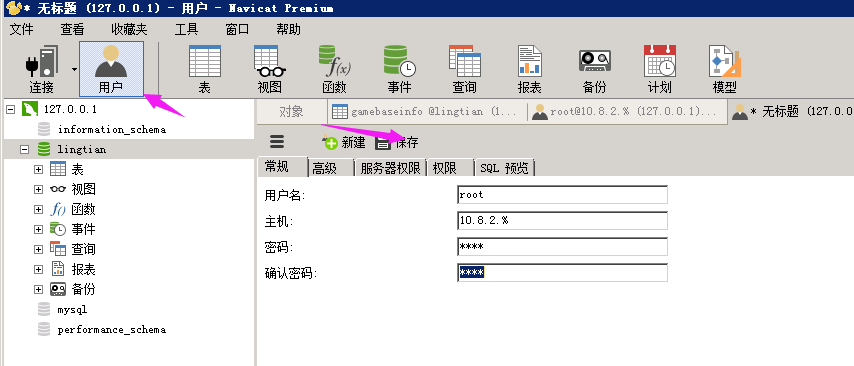 * 无标题 (127.0.0.1) - 用户 - Navicat Premium
文件 查看 收藏夹 工具 窗口 帮助
连接 用户 表 视图 函数 事件 查询 报表 备份 计划 模型
127.0.0.1
information_schema
lingtian
表
视图
函数
事件
查询
报表
备份
mysql
performance_schema
对象 gamebaseinfo @lingtian (1... root@10.8.2.% (127.0.0.1)... * 无标题 (127.0.0
新建 保存
常规 高级 服务器权限 权限 SQL 预览
用户名: root
主机: 10.8.2.%
密码: ****
确认密码: ****